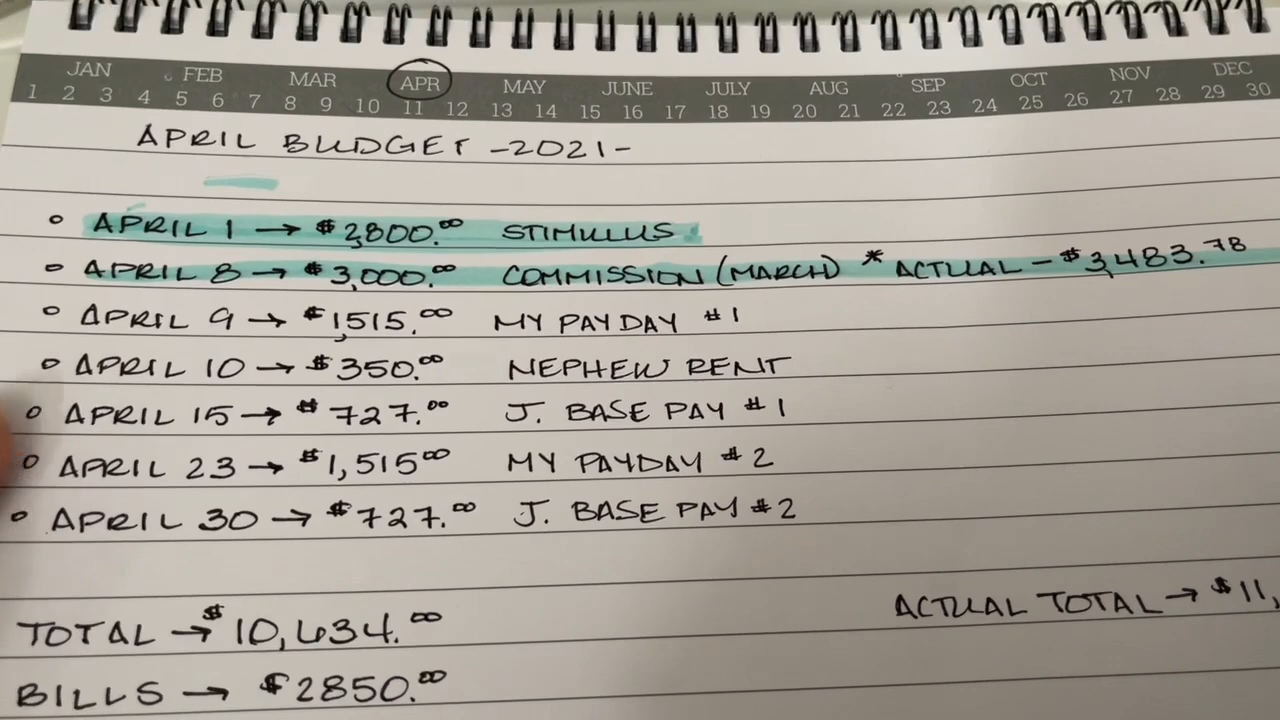 JAN FEB MAR APR MAY JUNE JULY AUG SEP OCT NOV DEC
1 2 3 4 5 6 7 8 9 10 11 12 13 14 15 16 17 18 19 20 21 22 23 24 25 26 27 28 29 30
APRIL BUDGET -2021-
APRIL 1 → $2,800.00 STIMULUS
APRIL 8 → $3,000.00 COMMISSION (MARCH) * ACTUAL - $3,483.78
APRIL 9 → $1,515.00 MY PAYDAY #1
APRIL 10 → $350.00 NEPHEW RENT
APRIL 15 → $727.00 J. BASE PAY #1
APRIL 23 → $1,51500 MY PAYDAY #2
APRIL 30 → $727.00 J. BASE PAY #2
TOTAL → $10,634.00 ACTUAL TOTAL → $11,
BILLS → $2850.00